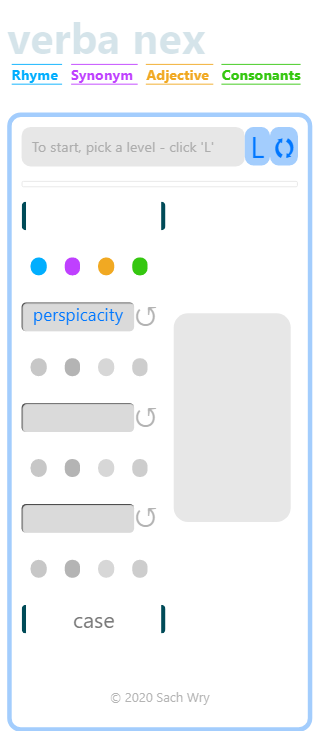 verba nex
Rhyme Synonym Adjective Consonants
To start, pick a level - click 'L' L
perspicacity
case
© 2020 Sach Wry